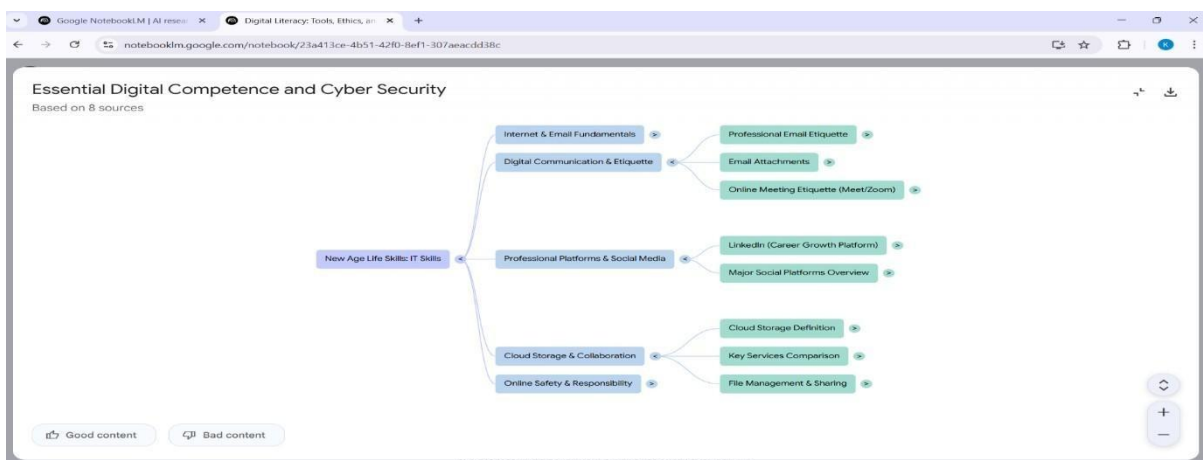 Google NotebookLM | AI resear
Digital Literacy: Tools, Ethics, an
notebooklm.google.com/notebook/23a413ce-4b51-42f0-8ef1-307aeacdd38c
K
Essential Digital Competence and Cyber Security
Based on 8 sources
New Age Life Skills: IT Skills
Internet & Email Fundamentals
Digital Communication & Etiquette
Professional Email Etiquette
Email Attachments
Online Meeting Etiquette (Meet/Zoom)
Professional Platforms & Social Media
LinkedIn (Career Growth Platform)
Major Social Platforms Overview
Cloud Storage & Collaboration
Cloud Storage Definition
Key Services Comparison
File Management & Sharing
Online Safety & Responsibility
Good content
Bad content